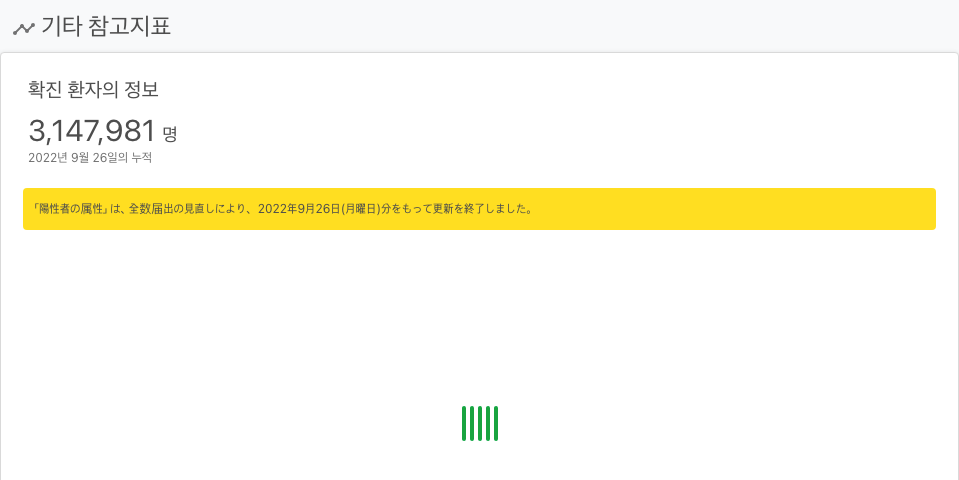 기타 참고지표
확진 환자의 정보
3,147,981 명
2022년 9월 26일의 누적
「陽性者の属性」は、全数届出の見直しにより、2022年9月26日(月曜日)分をもって更新を終了しました。